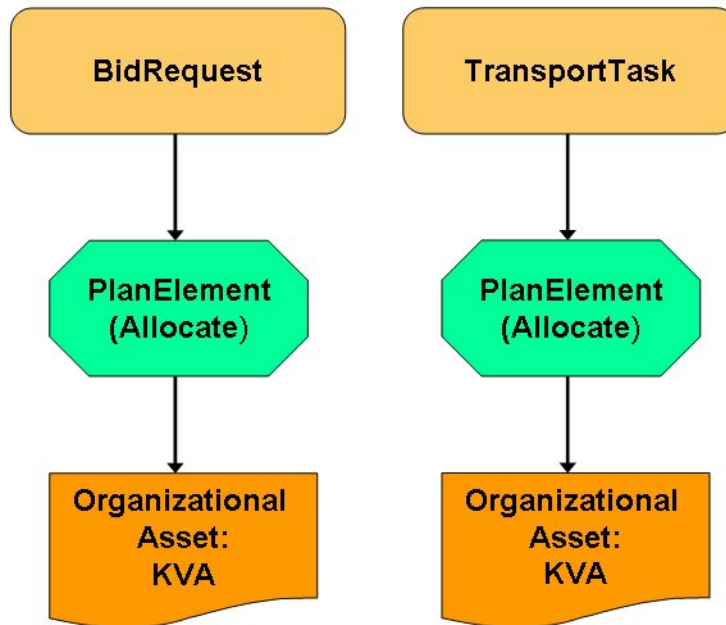 BidRequest
PlanElement
(Allocate)
Organizational
Asset:
KVA
TransportTask
PlanElement
(Allocate)
Organizational
Asset:
KVA